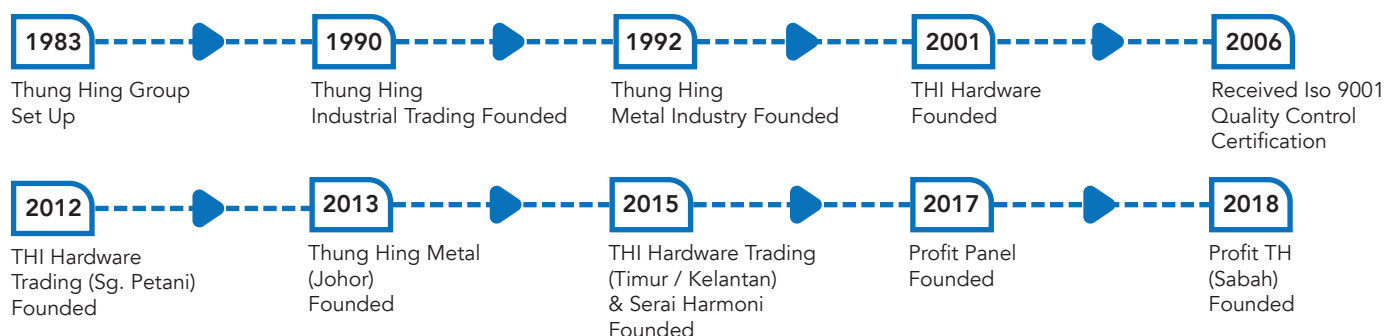 1983
1990
1992
2001
2006
Thung Hing Group
Set Up
Thung Hing
Industrial Trading Founded
Thung Hing
Metal Industry Founded
THI Hardware
Founded
Received Iso 9001
Quality Control
Certification
2012
2013
2015
2017
2018
THI Hardware
Trading (Sg. Petani)
Founded
Thung Hing Metal
(Johor)
Founded
THI Hardware Trading
(Timur / Kelantan)
& Serai Harmoni
Founded
Profit Panel
Founded
Profit TH
(Sabah)
Founded